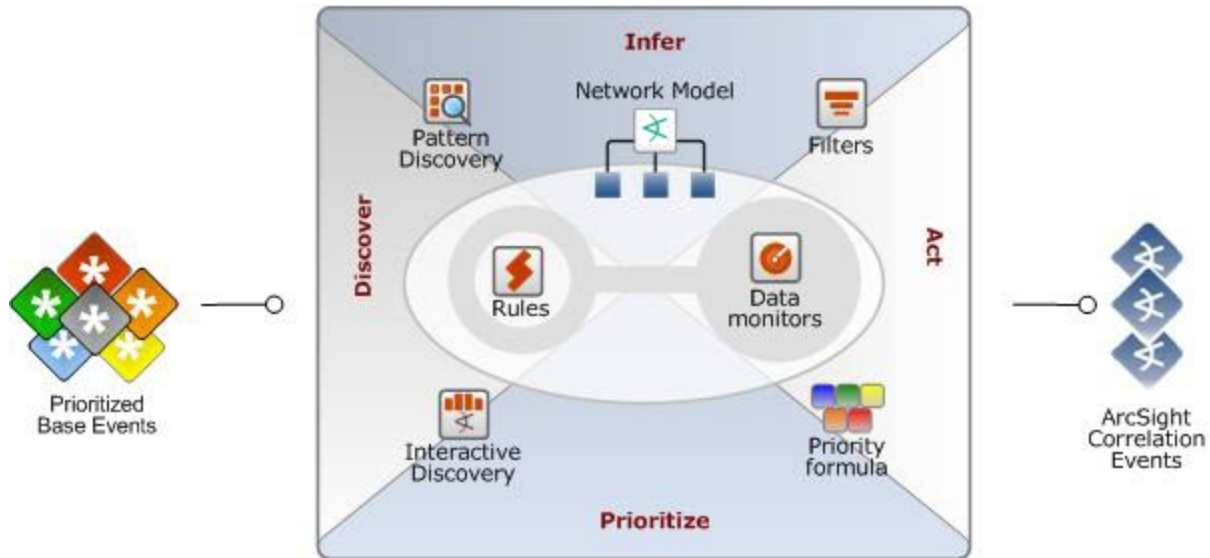 Infer
Network Model
Pattern
Discovery
Filters
Discover
Act
Rules
Data
monitors
Prioritized
Base Events
ArcSight
Correlation
Events
Interactive
Discovery
Priority
formula
Prioritize